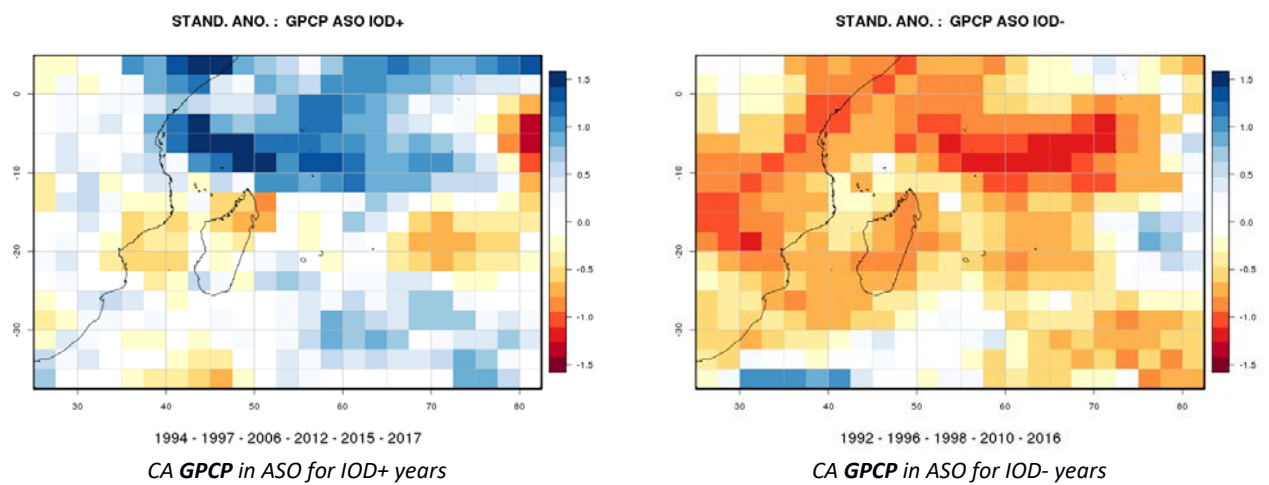 STAND. ANO. : GPCP ASO IOD+
0
-10
-20
-30
30 40 50 60 70 80
1.5
1.0
0.5
0.0
-0.5
-1.0
-1.5
1994 - 1997 - 2006 - 2012 - 2015 - 2017
CA GPCP in ASO for IOD+ years
STAND. ANO. : GPCP ASO IOD-
0
-10
-20
-30
30 40 50 60 70 80
1.5
1.0
0.5
0.0
-0.5
-1.0
-1.5
1992 - 1996 - 1998 - 2010 - 2016
CA GPCP in ASO for IOD- years